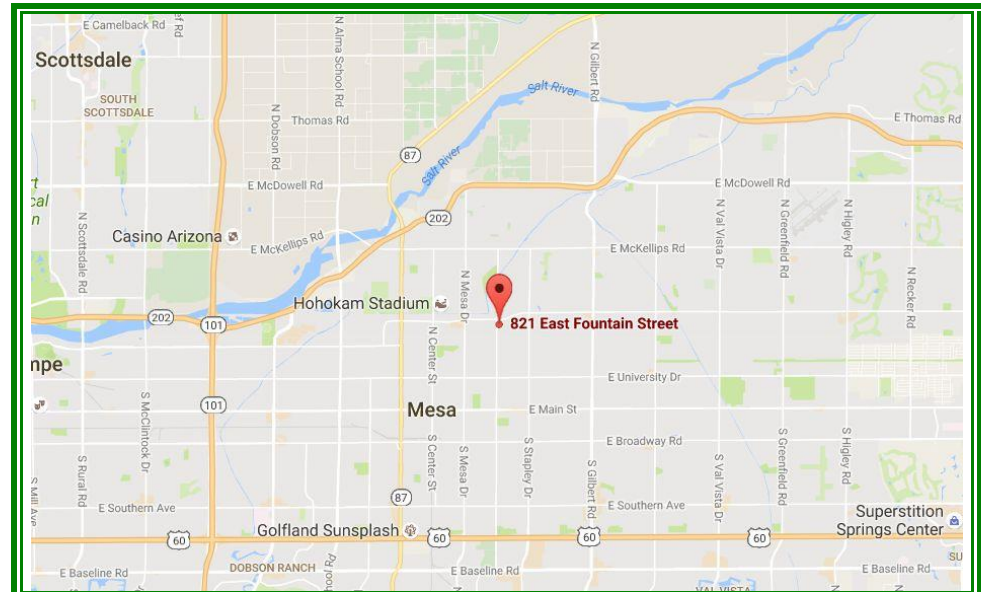 E Camelback Rd
Scottsdale
SOUTH
SCOTTSDALE
N Dobson Rd
N Alma School Rd
Thomas Rd
87
Salt River
Salt River
N Gilbert Rd
E Thomas Rd
E McDowell Rd
E McDowell Rd
202
Casino Arizona
E McKellips Rd
E McKellips Rd
N Scottsdale Rd
N Val Vista Dr
N Greenfield Rd
N Higley Rd
N Recker Rd
Hohokam Stadium
N Mesa Dr
202
101
821 East Fountain Street
N Center St
E University Dr
101
Mesa
E Main St
S McClintock Dr
S Rural Rd
S Mill Ave
S Center St
S Mesa Dr
S Stapley Dr
S Gilbert Rd
E Broadway Rd
S Val Vista Dr
S Greenfield Rd
S Higley Rd
87
E Southern Ave
E Southern Ave
Superstition
Springs Center
60
Golfland Sunsplash
60
60
60
E Baseline Rd
DOBSON RANCH
E Baseline Rd
E Baseline Rd